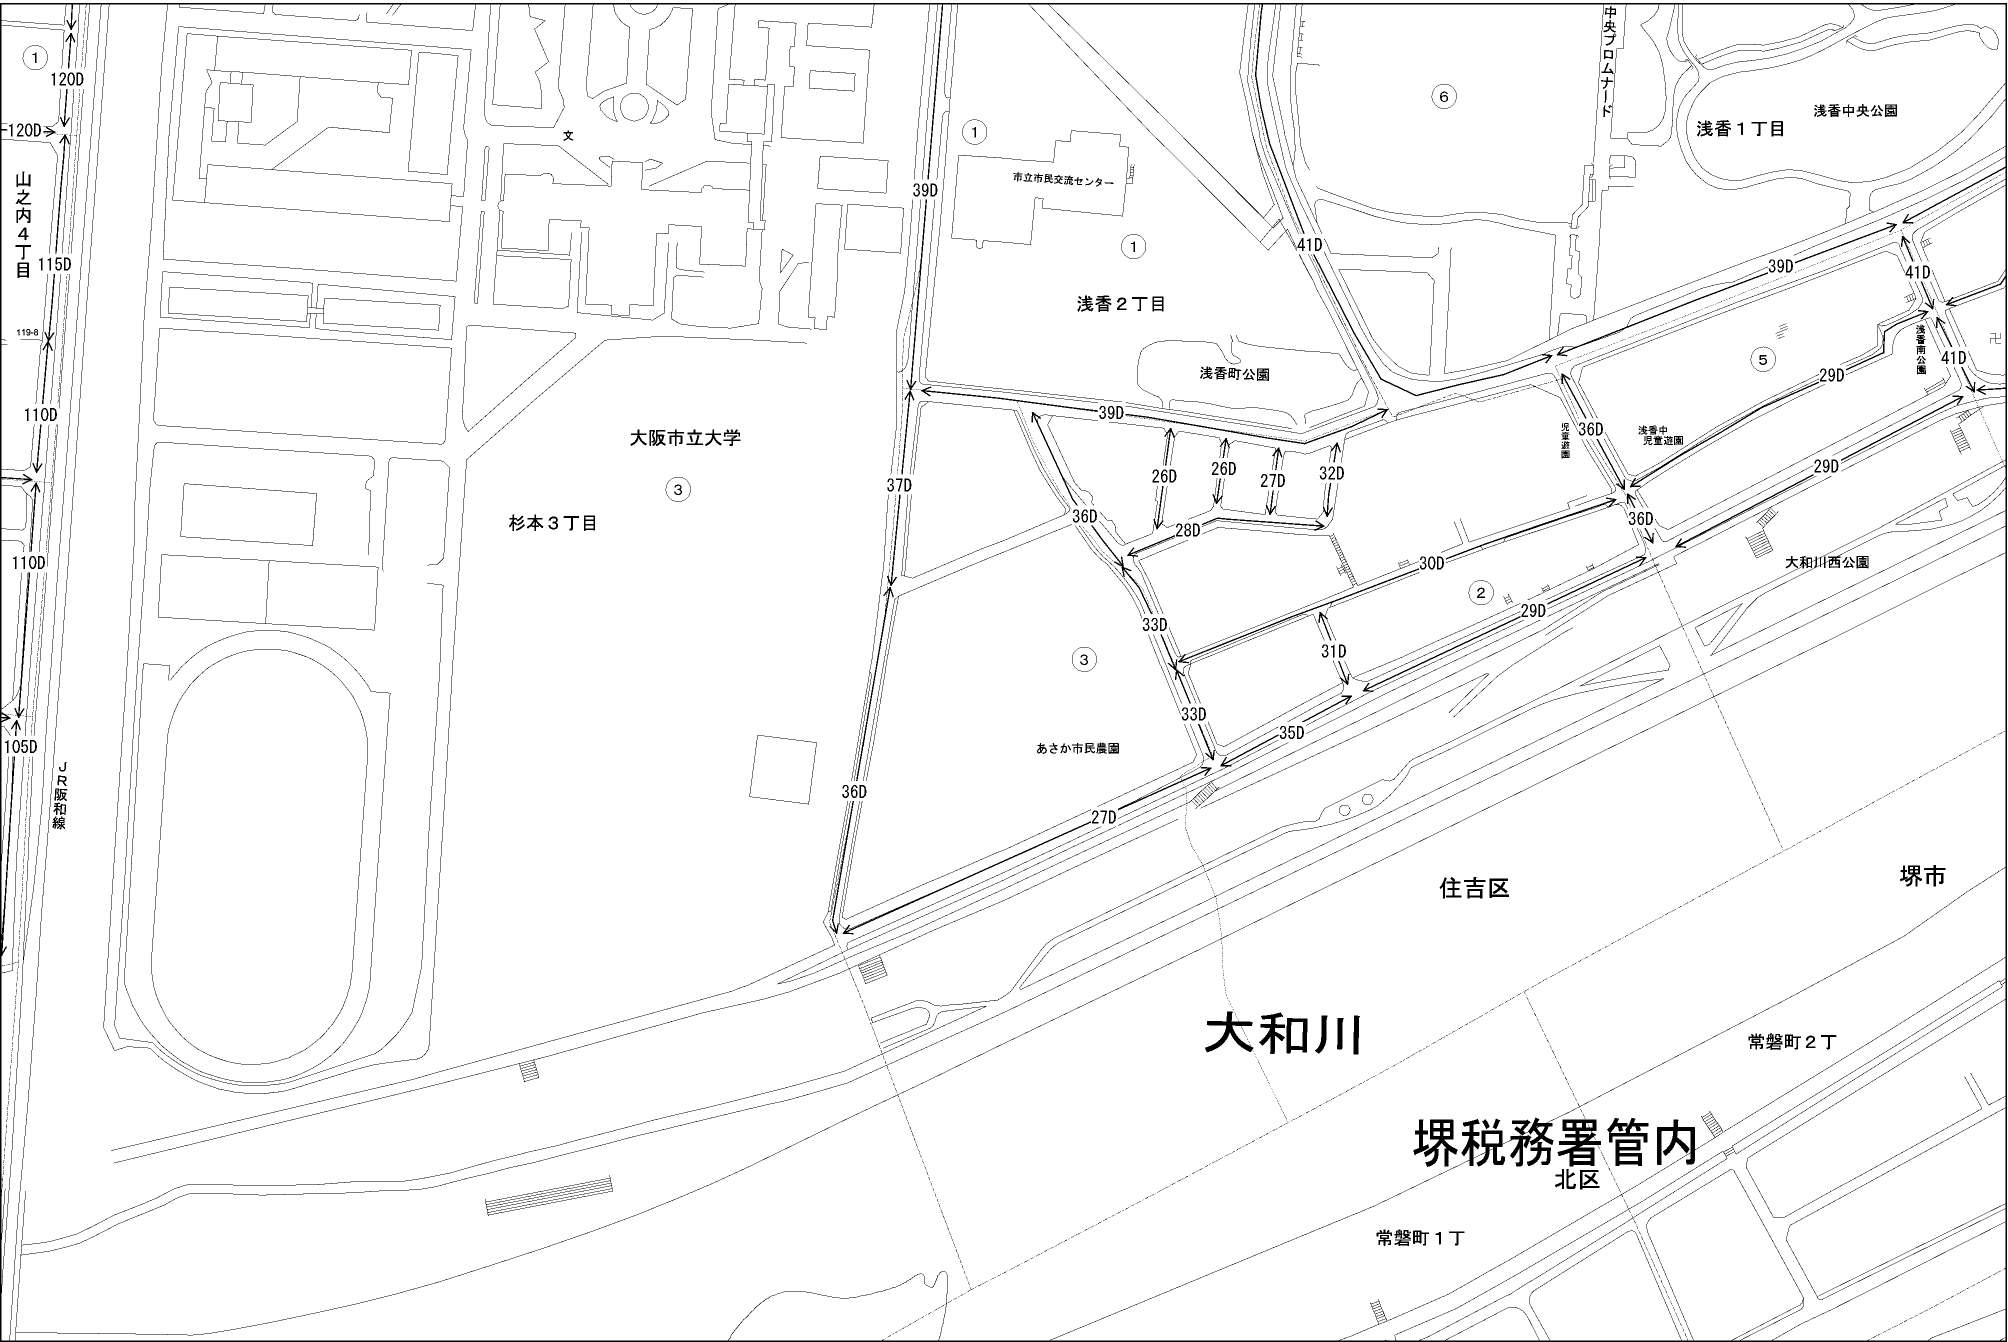 中央プロムナード
1
120D
6
浅香中央公園
浅香１丁目
120D
文
1
市立市民交流センター
山之内４丁目
39D
1
41D
115D
39D
41D
浅香２丁目
119-8
浅香南公園
卍
浅香町公園
5
41D
29D
110D
39D
児童遊園
36D
浅香中
児童遊園
大阪市立大学
3
37D
26D
26D
27D
32D
29D
杉本３丁目
36D
28D
36D
110D
30D
大和川西公園
2
33D
29D
3
31D
33D
35D
105D
あさか市民農園
ＪＲ阪和線
36D
27D
住吉区
堺市
大和川
常磐町２丁
堺税務署管内
北区
常磐町１丁